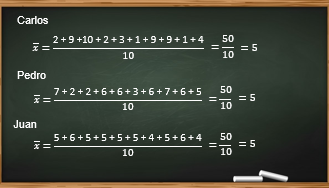 Carlos
x̅ = (2 + 9 +10 + 2 + 3 + 1 + 9 + 9 + 1 + 4)/10 = 50/10 = 5
Pedro
x̅ = (7 + 2 + 2 + 6 + 6 + 3 + 6 + 7 + 6 + 5)/10 = 50/10 = 5
Juan
x̅ = (5 + 6 + 5 + 5 + 5 + 5 + 4 + 5 + 6 + 4)/10 = 50/10 = 5